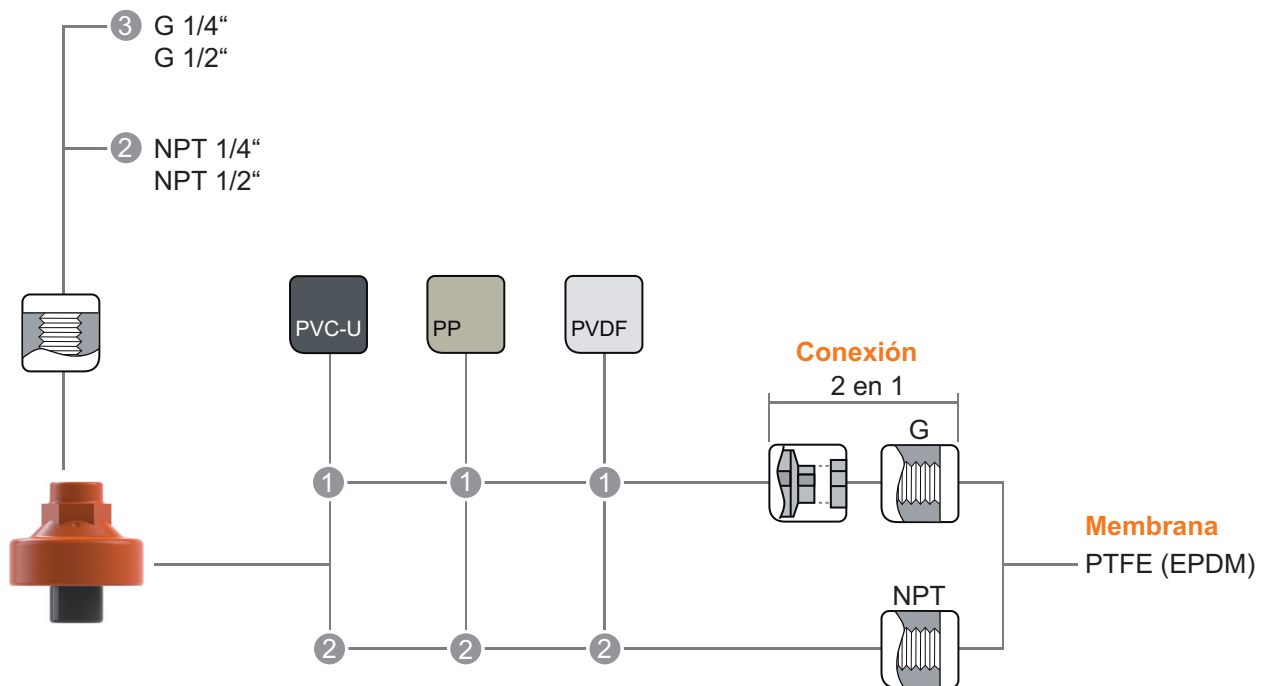 3 G 1/4“
G 1/2“
2 NPT 1/4“
NPT 1/2“
PVC-U PP PVDF
Conexión
2 en 1
G
1 1 1
Membrana
PTFE (EPDM)
NPT
2 2 2